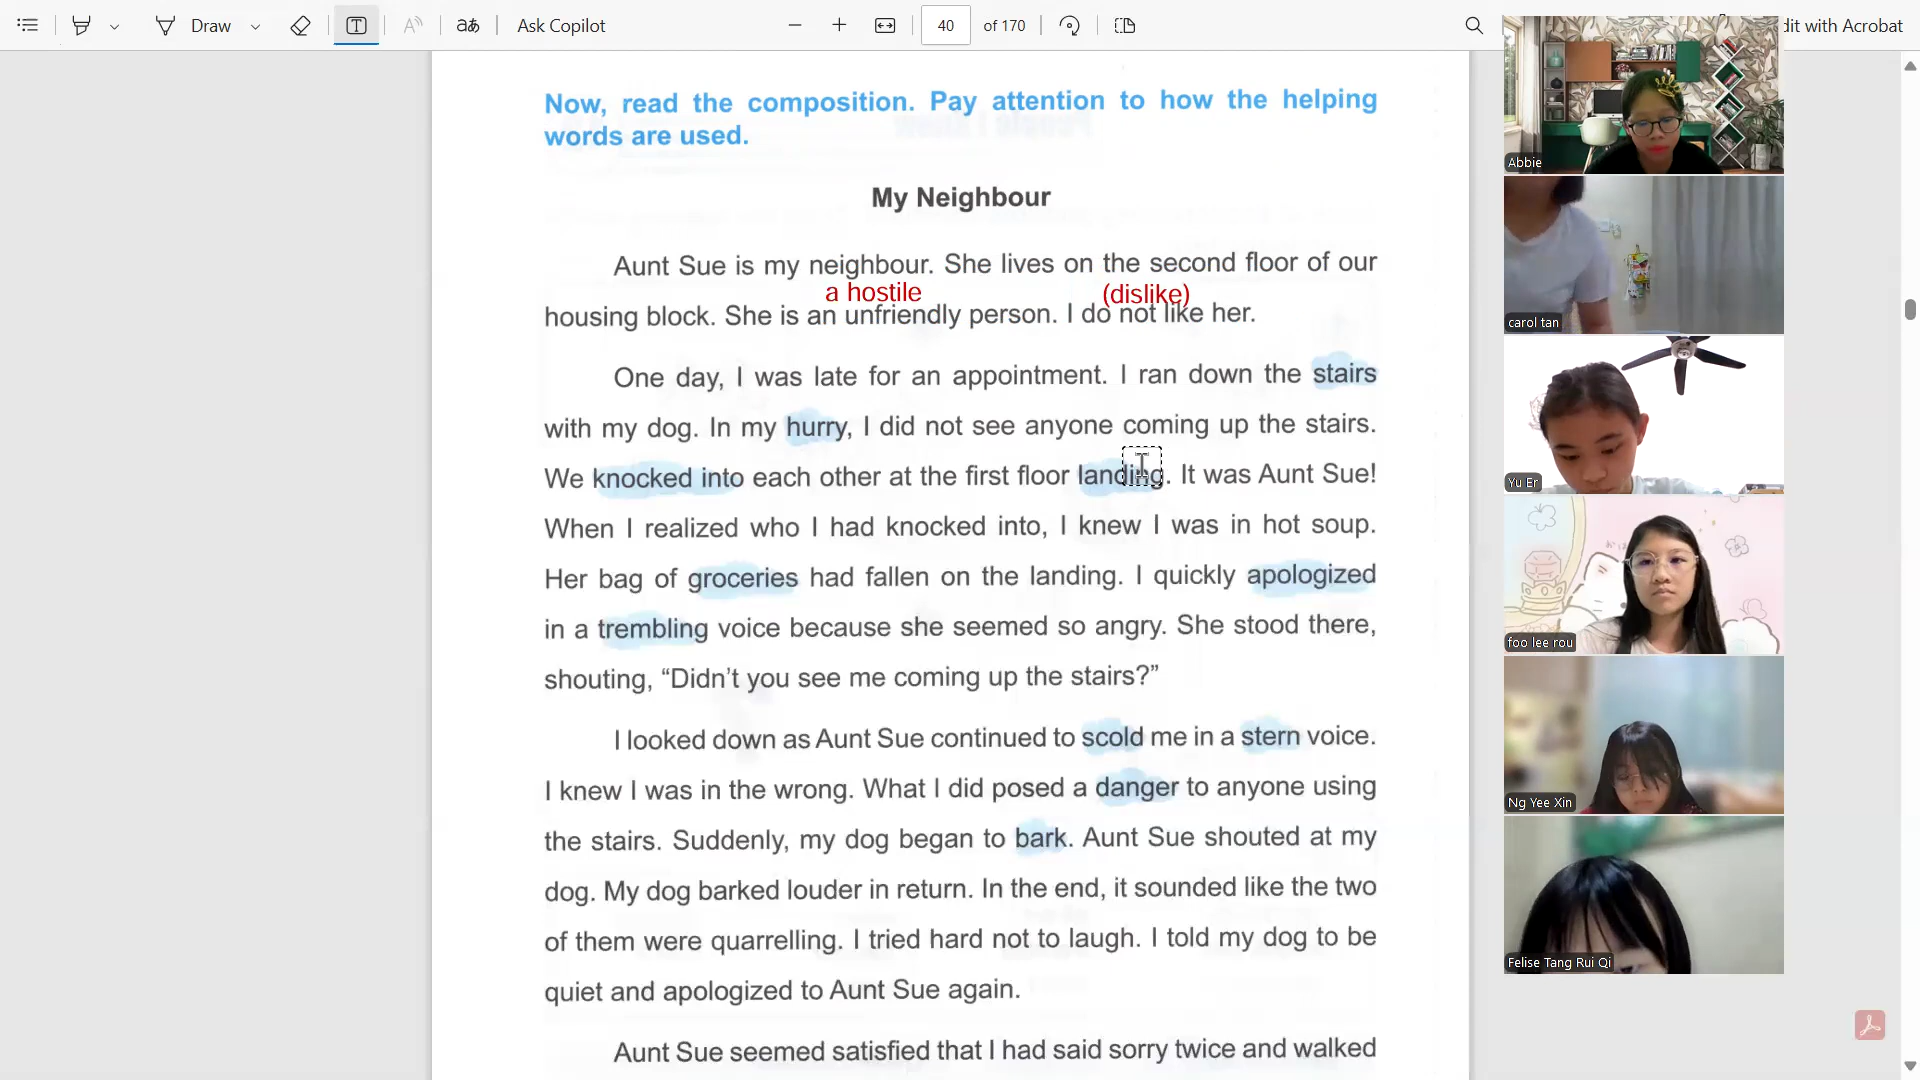 Draw
aあ
Ask Copilot
40 of 170
dit with Acrobat
Now, read the composition. Pay attention to how the helping
words are used.
My Neighbour
Aunt Sue is my neighbour. She lives on the second floor of our
a hostile (dislike)
housing block. She is an unfriendly person. I do not like her.
One day, I was late for an appointment. I ran down the stairs
with my dog. In my hurry, I did not see anyone coming up the stairs.
We knocked into each other at the first floor landing. It was Aunt Sue!
When I realized who I had knocked into, I knew I was in hot soup.
Her bag of groceries had fallen on the landing. I quickly apologized
in a trembling voice because she seemed so angry. She stood there,
shouting, “Didn’t you see me coming up the stairs?”
I looked down as Aunt Sue continued to scold me in a stern voice.
I knew I was in the wrong. What I did posed a danger to anyone using
the stairs. Suddenly, my dog began to bark. Aunt Sue shouted at my
dog. My dog barked louder in return. In the end, it sounded like the two
of them were quarrelling. I tried hard not to laugh. I told my dog to be
quiet and apologized to Aunt Sue again.
Aunt Sue seemed satisfied that I had said sorry twice and walked
Abbie
carol tan
Yu Er
foo lee rou
Ng Yee Xin
Felise Tang Rui Qi